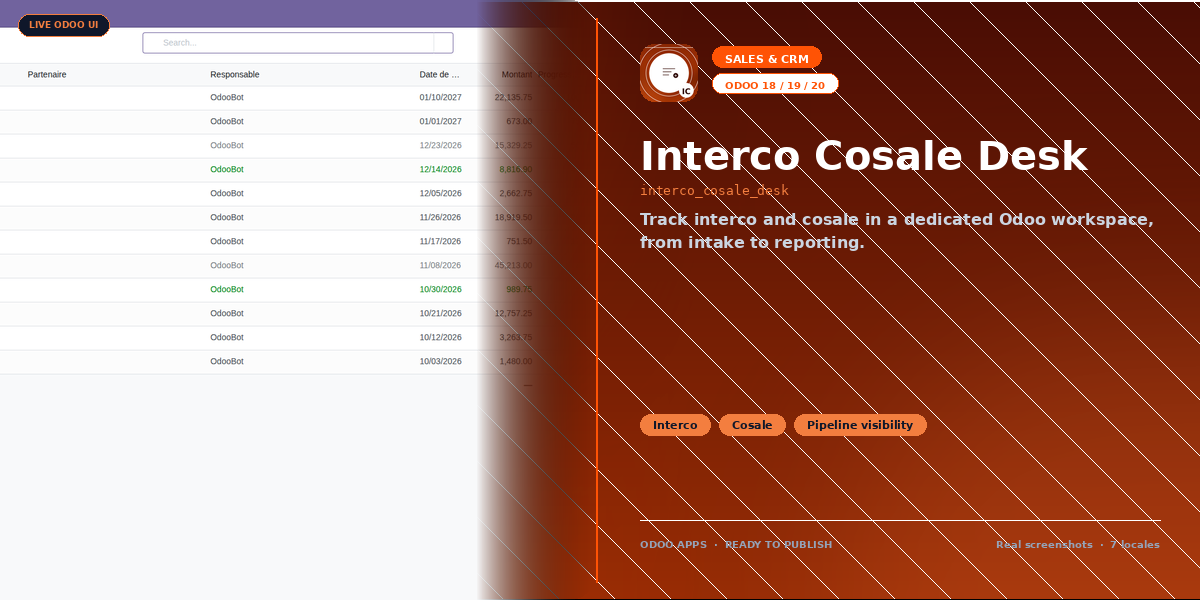 LIVE ODOO UI
Search...
Partenaire Responsable Date de ... Montant
OdooBot 01/10/2027 22,135.75
OdooBot 01/01/2027 673.00
OdooBot 12/23/2026 15,329.25
OdooBot 12/14/2026 8,816.50
OdooBot 12/05/2026 2,662.75
OdooBot 11/26/2026 18,919.50
OdooBot 11/17/2026 751.50
OdooBot 11/08/2026 45,213.00
OdooBot 10/30/2026 989.75
OdooBot 10/21/2026 12,757.25
OdooBot 10/12/2026 3,263.75
OdooBot 10/03/2026 1,480.00
IC
SALES & CRM
ODOO 18 / 19 / 20
Interco Cosale Desk
interco_cosale_desk
Track interco and cosale in a dedicated Odoo workspace,
from intake to reporting.
Interco Cosale Pipeline visibility
ODOO APPS · READY TO PUBLISH
Real screenshots · 7 locales